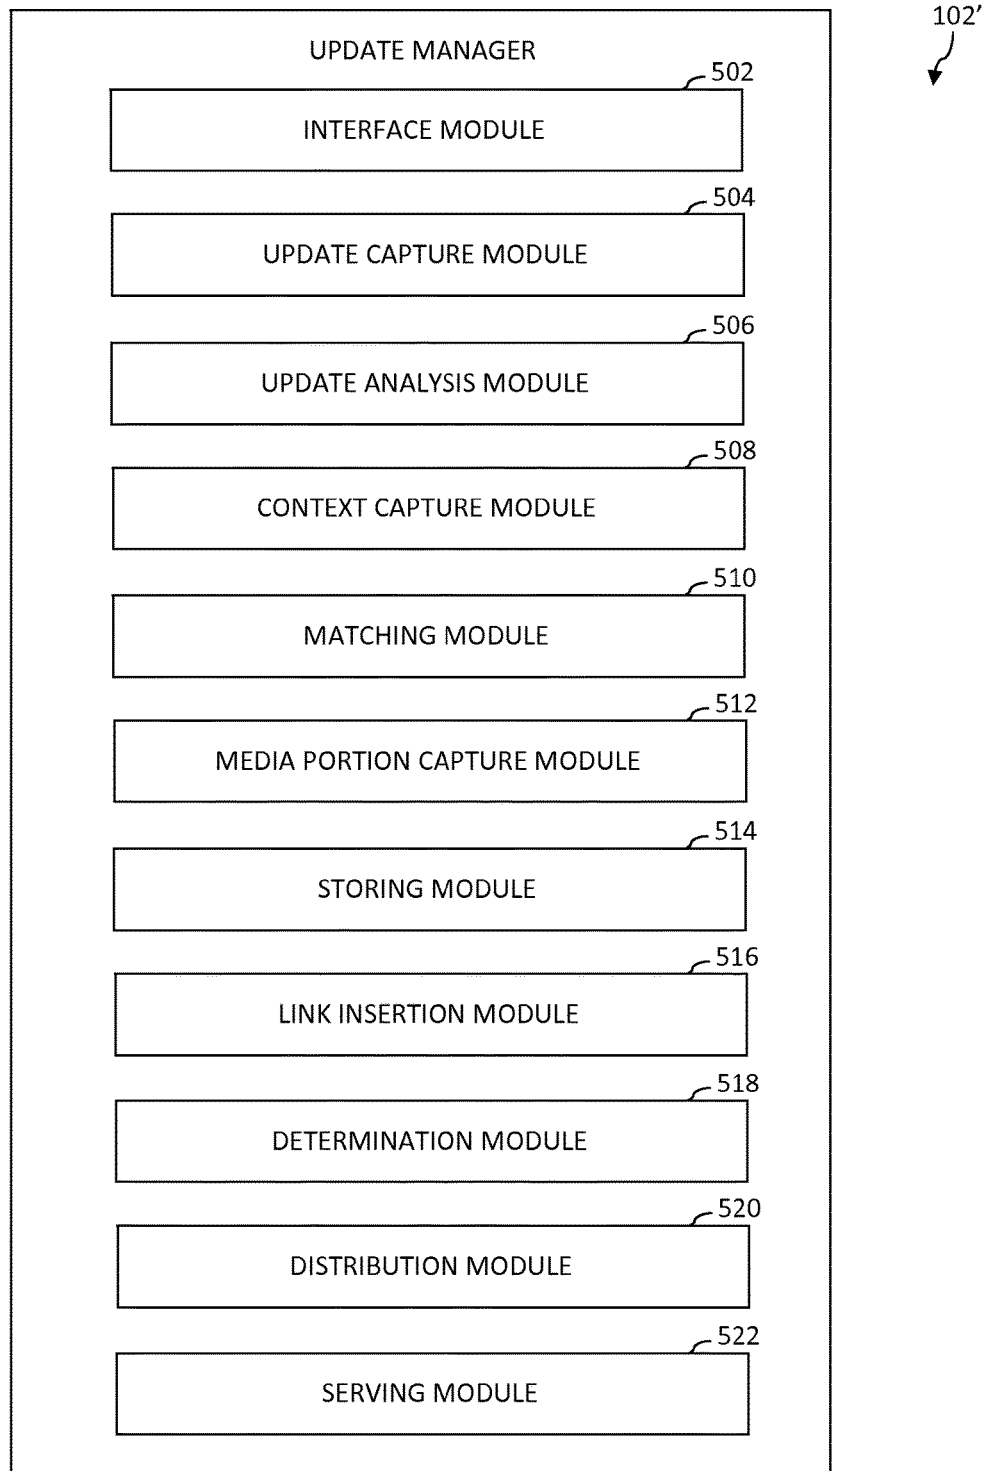 102'
UPDATE MANAGER
502
INTERFACE MODULE
504
UPDATE CAPTURE MODULE
506
UPDATE ANALYSIS MODULE
508
CONTEXT CAPTURE MODULE
510
MATCHING MODULE
512
MEDIA PORTION CAPTURE MODULE
514
STORING MODULE
516
LINK INSERTION MODULE
518
DETERMINATION MODULE
520
DISTRIBUTION MODULE
522
SERVING MODULE